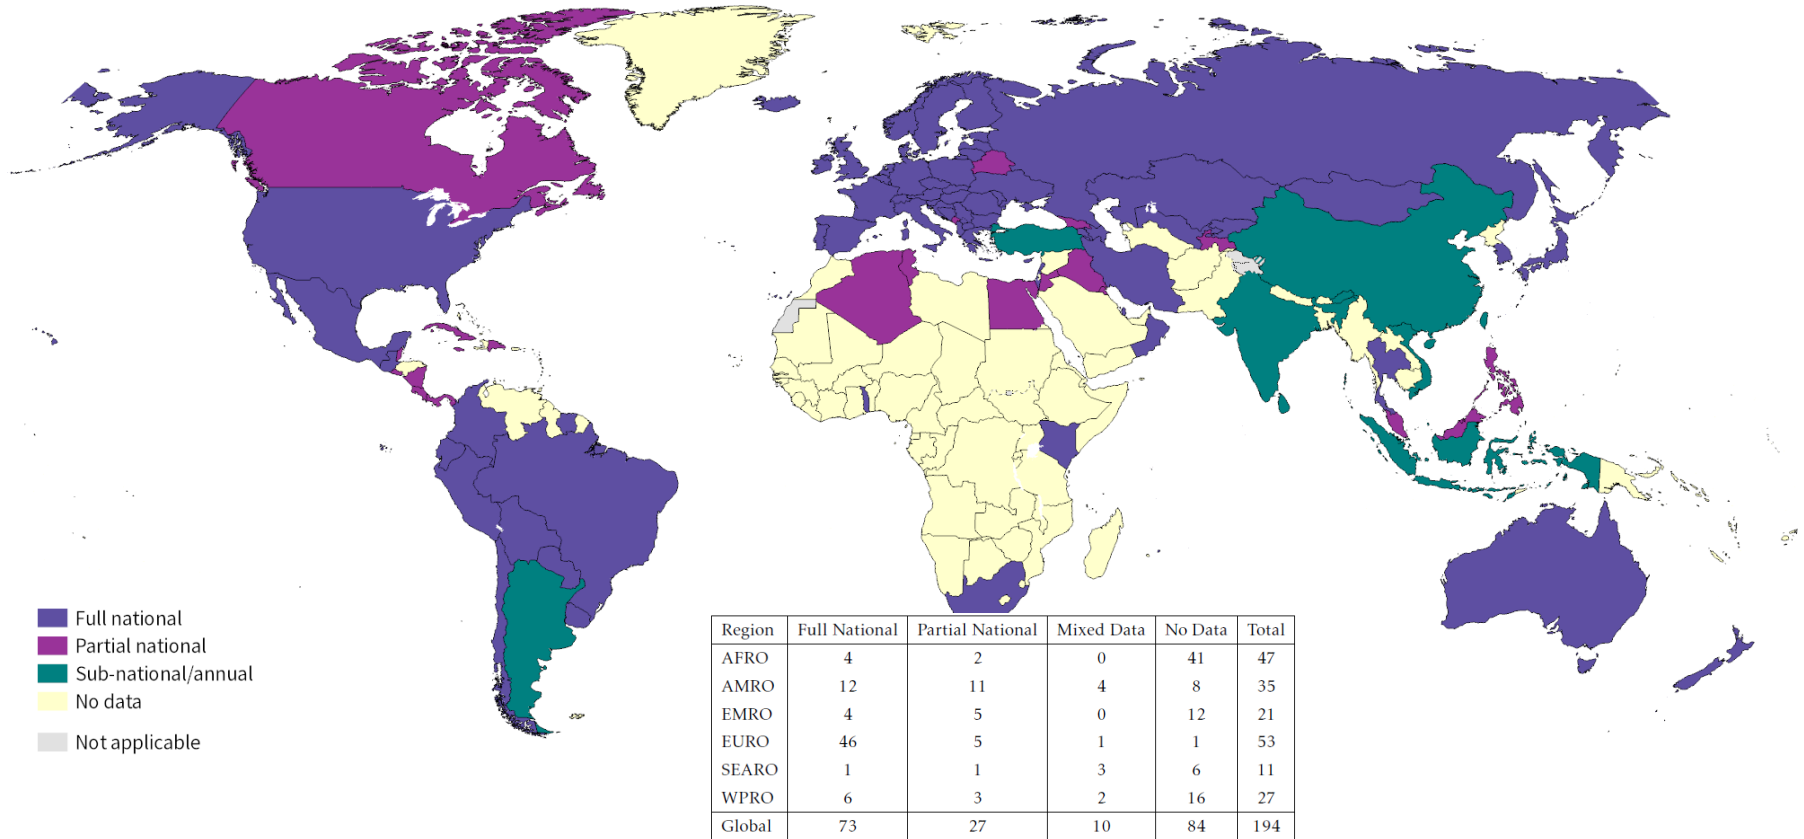 Full national
Partial national
Sub-national/annual
No data
Not applicable
Region Full National Partial National Mixed Data No Data Total
AFRO 4 2 0 41 47
AMRO 12 11 4 8 35
EMRO 4 5 0 12 21
EURO 46 5 1 1 53
SEARO 1 1 3 6 11
WPRO 6 3 2 16 27
Global 73 27 10 84 194